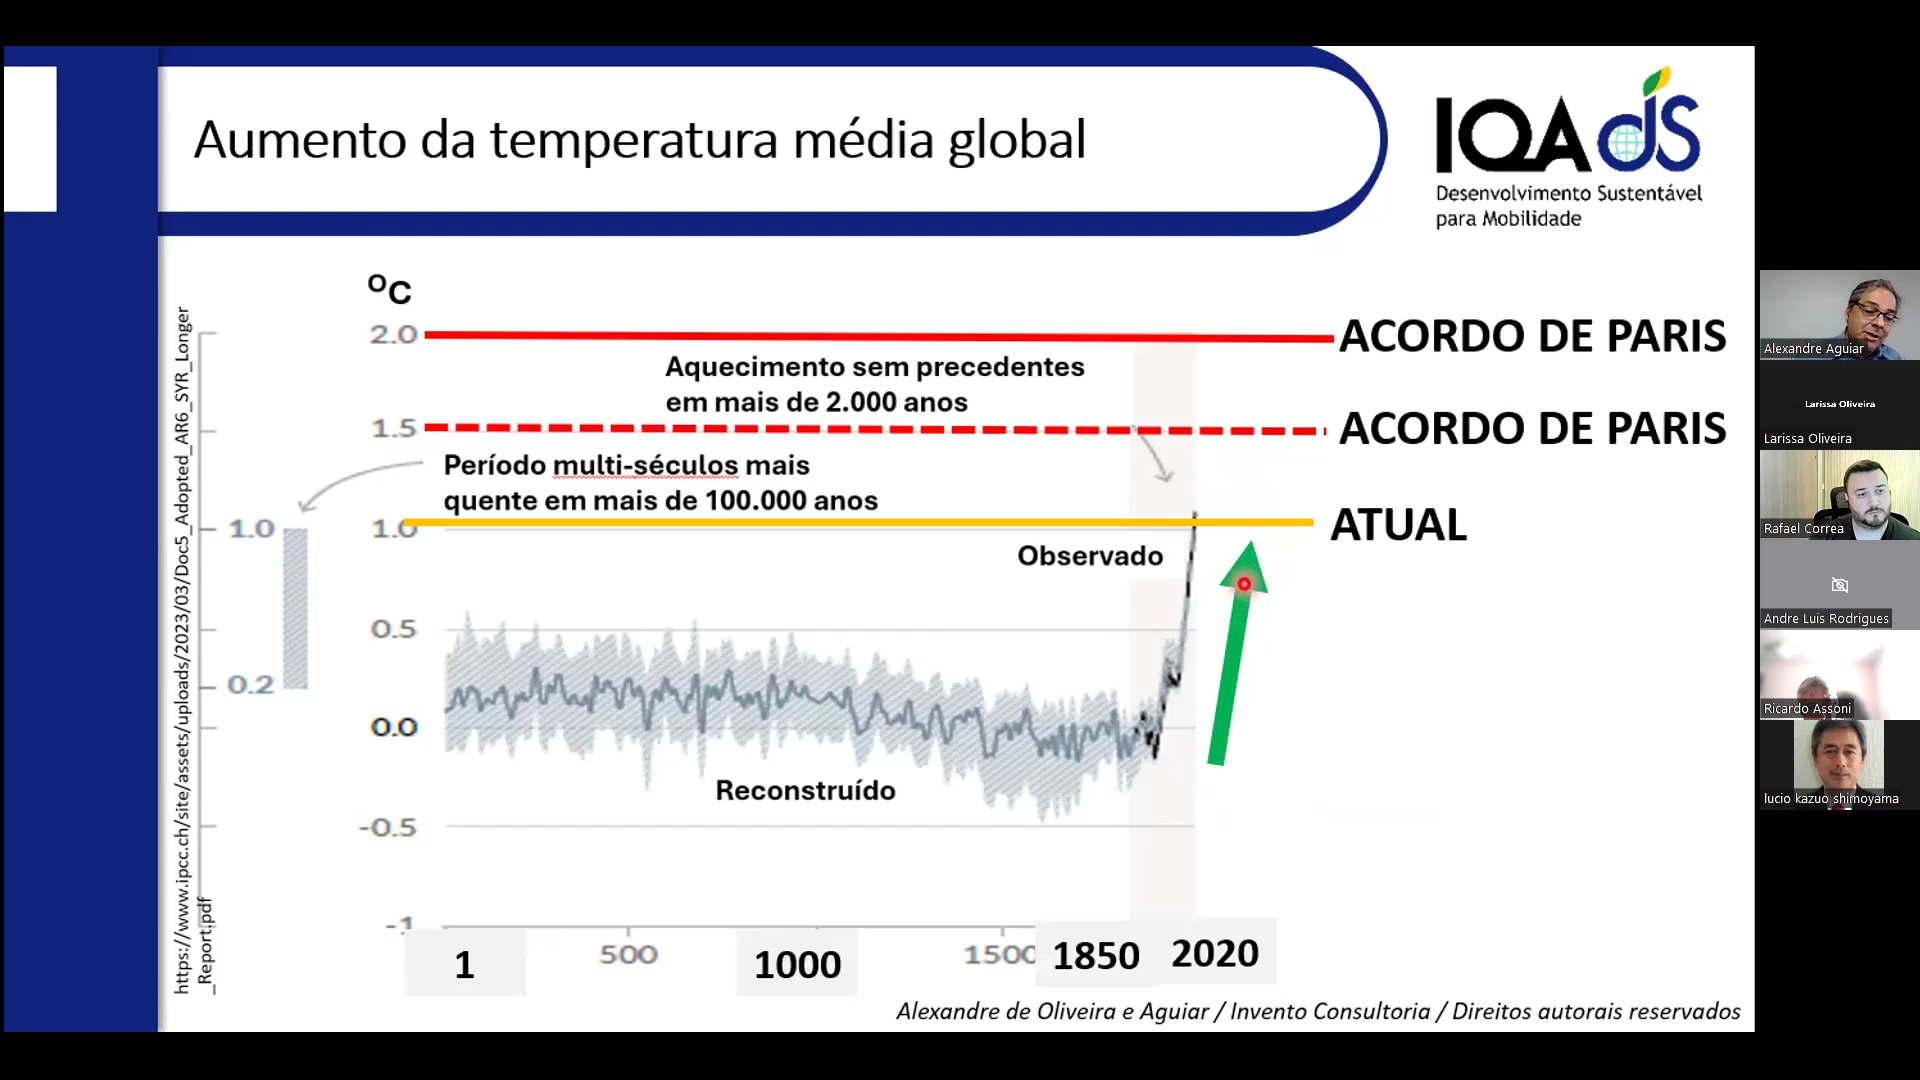 Aumento da temperatura média global
IQAdS
Desenvolvimento Sustentável
para Mobilidade
https://www.ipcc.ch/site/assets/uploads/2023/03/Doc5_Adopted_AR6_SYR_Longer
_Report.pdf
ºC
2.0
ACORDO DE PARIS
Aquecimento sem precedentes
em mais de 2.000 anos
1.5
ACORDO DE PARIS
Período multi-séculos mais
quente em mais de 100.000 anos
1.0
1.0
ATUAL
Observado
0.5
0.2
0.0
Reconstruído
-0.5
-1
1
500
1000
1500
1850
2020
Alexandre de Oliveira e Aguiar / Invento Consultoria / Direitos autorais reservados
Alexandre Aguiar
Larissa Oliveira
Larissa Oliveira
Rafael Correa
Andre Luis Rodrigues
Ricardo Assoni
lucio kazuo shimoyama